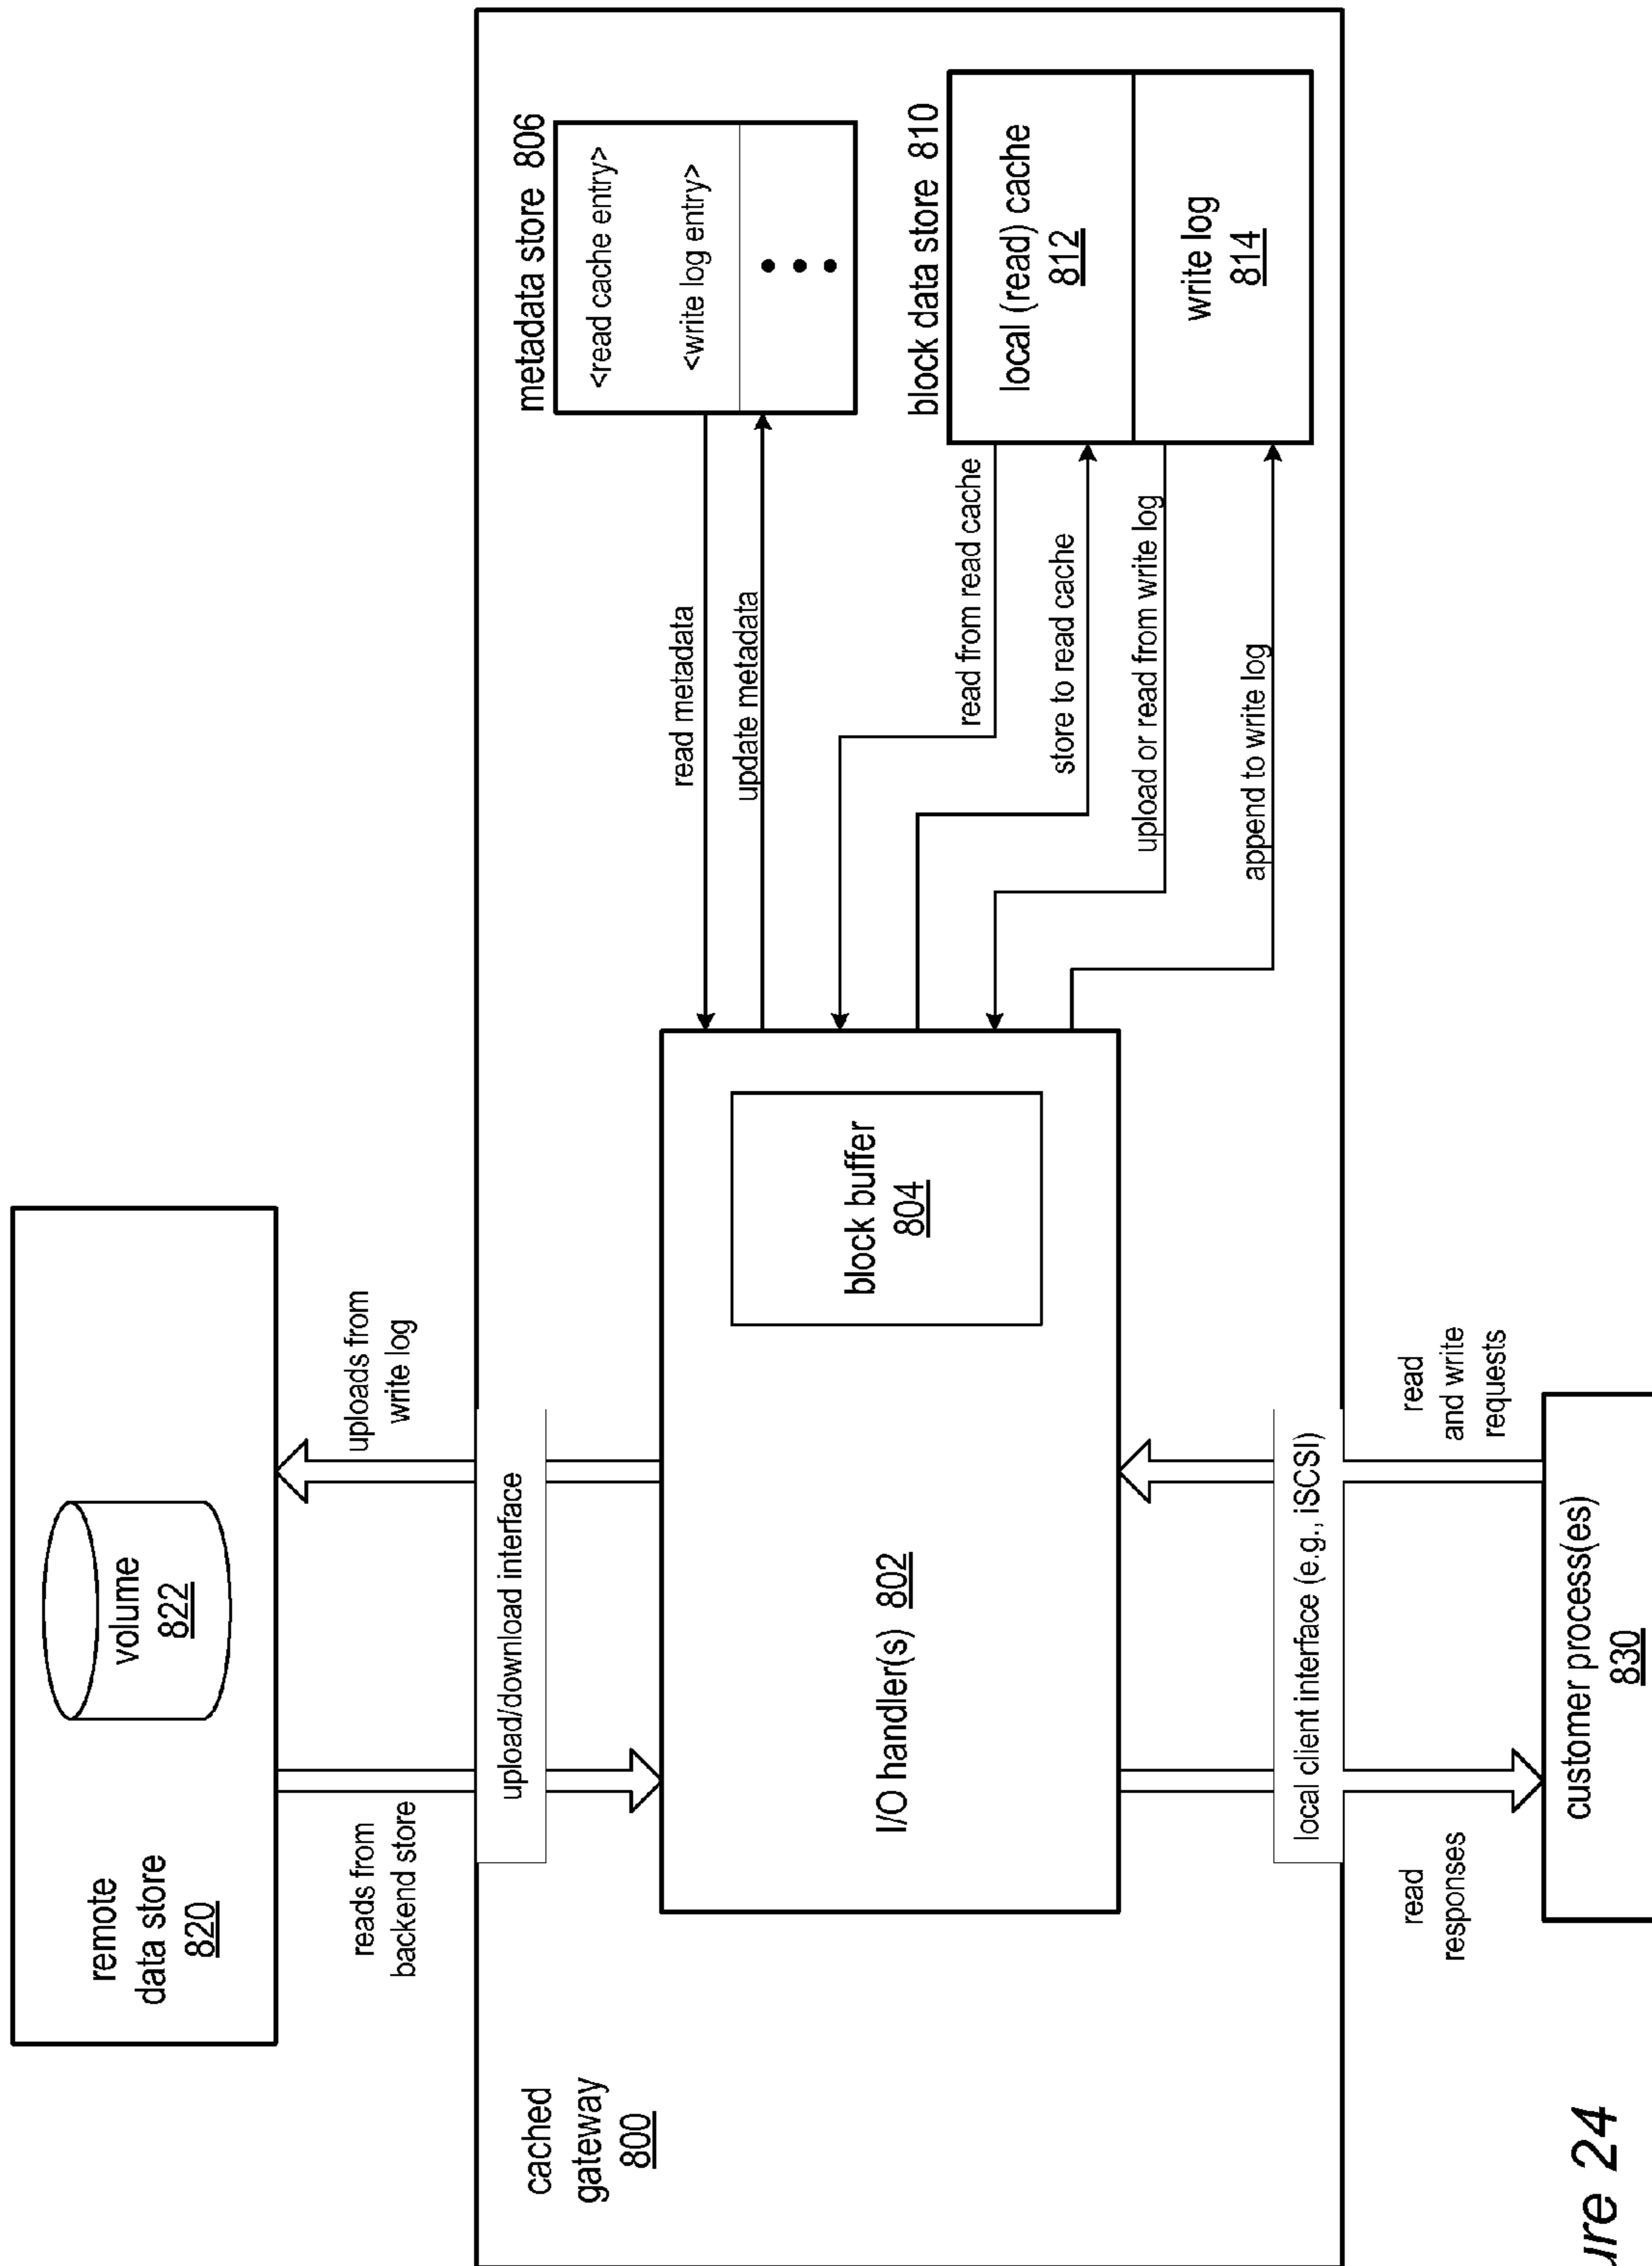 remote
data store
820
volume
822
reads from
backend store
uploads from
write log
cached
gateway
800
upload/download interface
I/O handler(s) 802
block buffer
804
read metadata
update metadata
metadata store 806
<read cache entry>
<write log entry>
read from read cache
store to read cache
upload or read from write log
append to write log
block data store 810
local (read) cache
812
write log
814
local client interface (e.g., iSCSI)
read
responses
read
and write
requests
customer process(es)
830
ure 24